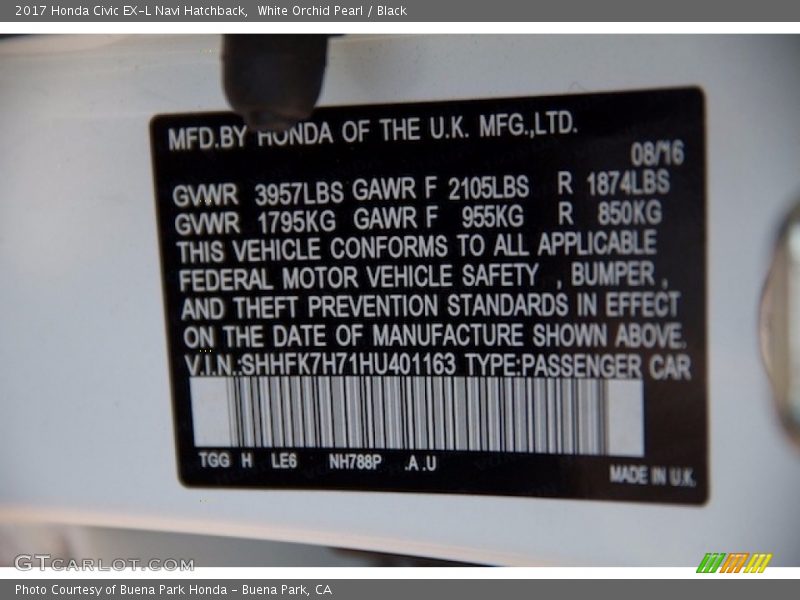 2017 Honda Civic EX-L Navi Hatchback, White Orchid Pearl / Black
MFD.BY HONDA OF THE U.K. MFG.,LTD.
08/16
GVWR 3957LBS GAWR F 2105LBS R 1874LBS
GVWR 1795KG GAWR F 955KG R 850KG
THIS VEHICLE CONFORMS TO ALL APPLICABLE
FEDERAL MOTOR VEHICLE SAFETY , BUMPER ,
AND THEFT PREVENTION STANDARDS IN EFFECT
ON THE DATE OF MANUFACTURE SHOWN ABOVE.
V.I.N.:SHHFK7H71HU401163 TYPE:PASSENGER CAR
TGG H LE6 NH788P .A .U
MADE IN U.K.
GTCARLOT.COM
Photo Courtesy of Buena Park Honda - Buena Park, CA